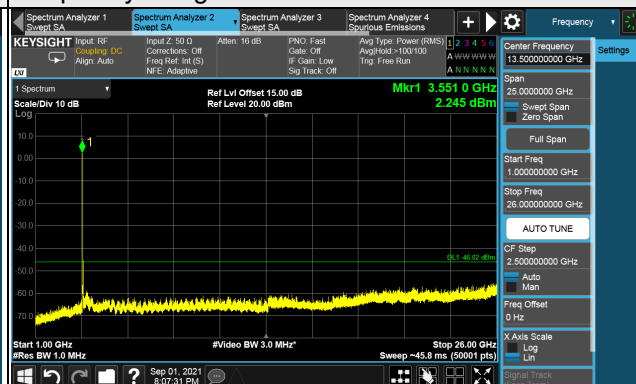 Spectrum Analyzer 1
Swept SA
Spectrum Analyzer 2
Swept SA
Spectrum Analyzer 3
Swept SA
Spectrum Analyzer 4
Spurious Emissions
+
Frequency
KEYSIGHT
Input: RF
Coupling: DC
Align: Auto
Input Z: 50 Ω
Corrections: Off
Freq Ref: Int (S)
NFE: Adaptive
Atten: 16 dB
PNO: Fast
Gate: Off
IF Gain: Low
Sig Track: Off
Avg Type: Power (RMS)
Avg|Hold:>100/100
Trig: Free Run
1 2 3 4 5 6
A W W W W W
A N N N N N
LXI
1 Spectrum
Scale/Div 10 dB
Ref Lvl Offset 15.00 dB
Ref Level 20.00 dBm
Mkr1 3.551 0 GHz
2.245 dBm
Log
10.0
0.00
-10.0
-20.0
-30.0
-40.0
-50.0
-60.0
-70.0
1
DL1 -46.02 dBm
Start 1.00 GHz
#Res BW 1.0 MHz
#Video BW 3.0 MHz*
Stop 26.00 GHz
Sweep ~45.8 ms (50001 pts)
Sep 01, 2021
8:07:31 PM
Center Frequency
13.500000000 GHz
Settings
Span
25.0000000 GHz
Swept Span
Zero Span
Full Span
Start Freq
1.000000000 GHz
Stop Freq
26.000000000 GHz
AUTO TUNE
CF Step
2.500000000 GHz
Auto
Man
Freq Offset
0 Hz
X Axis Scale
Log
Lin
Signal Track